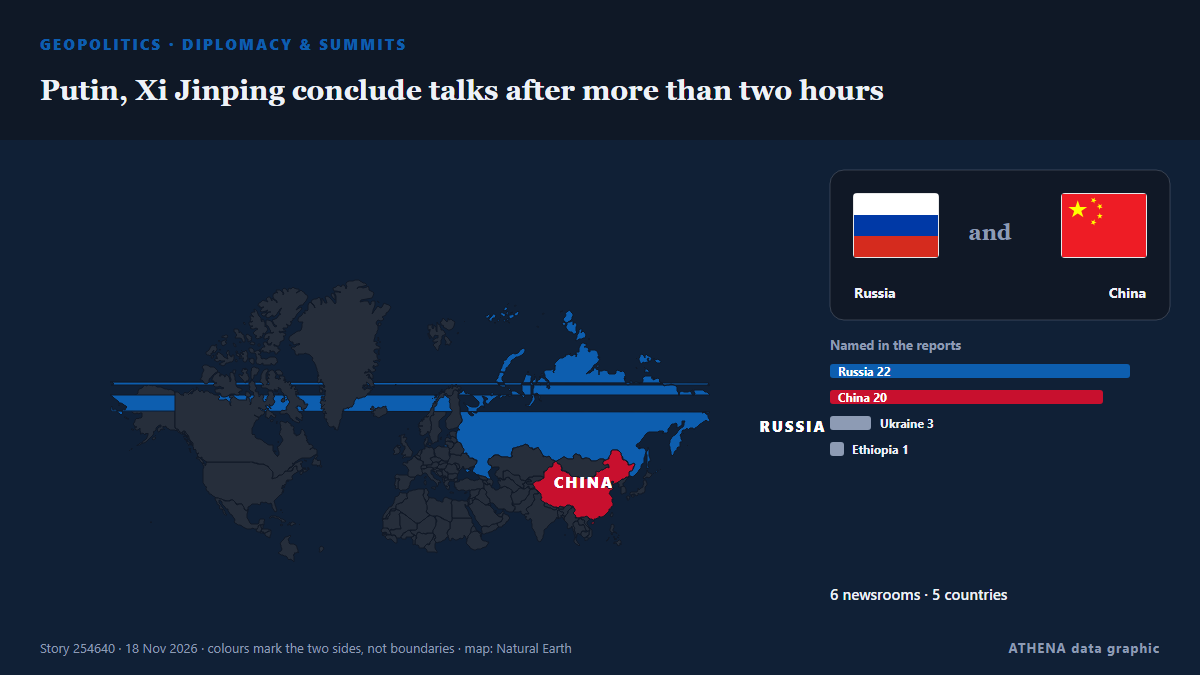 GEOPOLITICS · DIPLOMACY & SUMMITS
Putin, Xi Jinping conclude talks after more than two hours
and
Russia
China
Named in the reports
Russia 22
China 20
Ukraine 3
Ethiopia 1
RUSSIA
CHINA
6 newsrooms · 5 countries
Story 254640 · 18 Nov 2026 · colours mark the two sides, not boundaries · map: Natural Earth
ATHENA data graphic